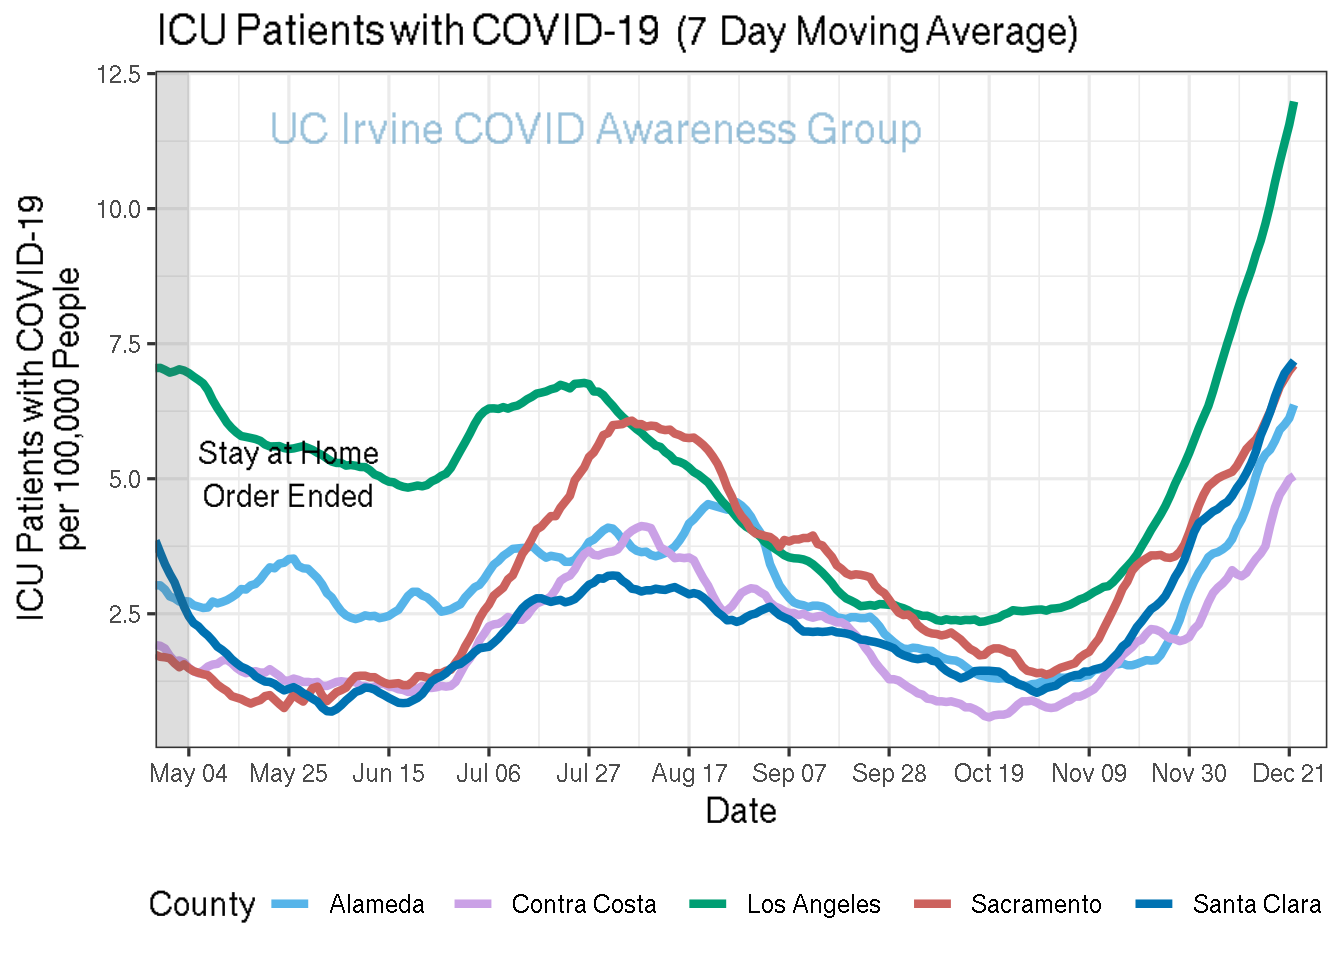 ICU Patients with COVID-19 (7 Day Moving Average)
UC Irvine COVID Awareness Group
ICU Patients with COVID-19
per 100,000 People
12.5
10.0
7.5
5.0
2.5
Stay at Home
Order Ended
May 04 May 25 Jun 15 Jul 06 Jul 27 Aug 17 Sep 07 Sep 28 Oct 19 Nov 09 Nov 30 Dec 21
Date
County Alameda Contra Costa Los Angeles Sacramento Santa Clara